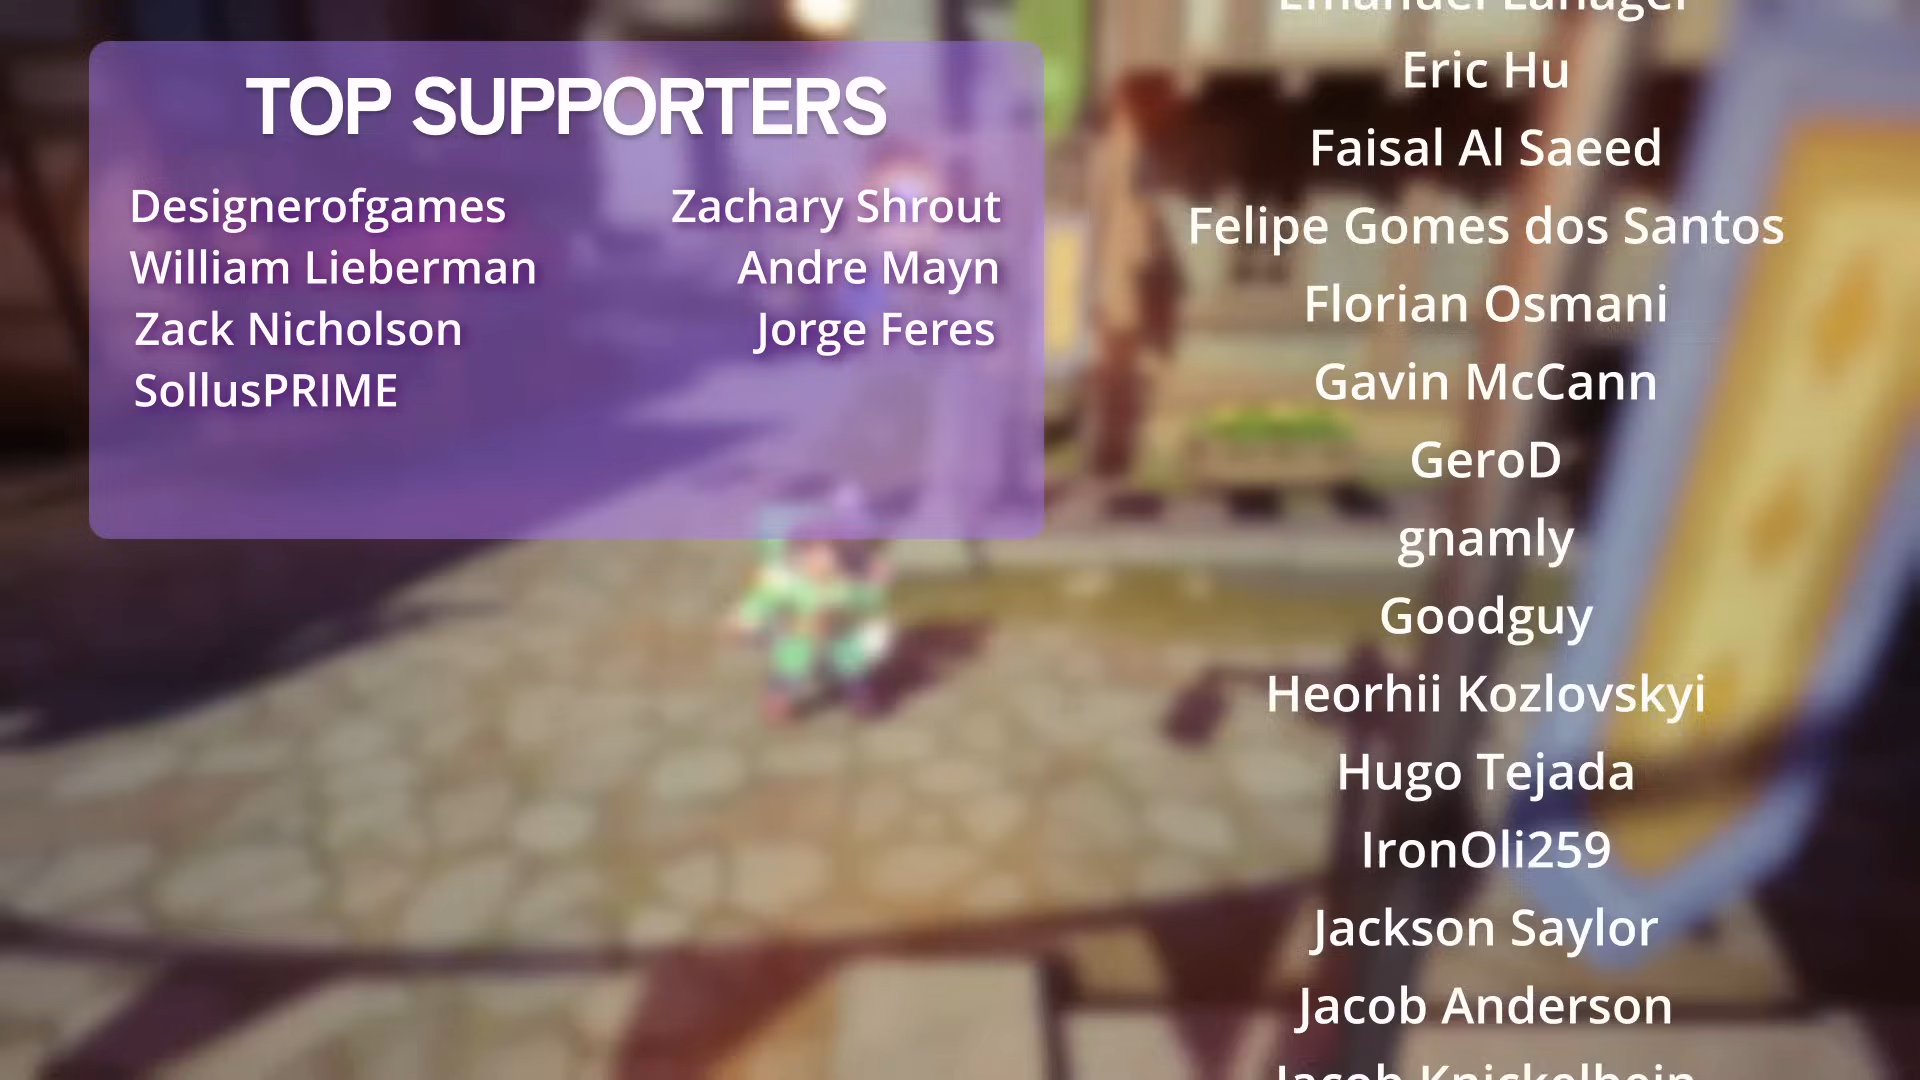 TOP SUPPORTERS
Designerofgames
William Lieberman
Zack Nicholson
SollusPRIME
Zachary Shrout
Andre Mayn
Jorge Feres
Eric Hu
Faisal Al Saeed
Felipe Gomes dos Santos
Florian Osmani
Gavin McCann
GeroD
gnamly
Goodguy
Heorhii Kozlovskyi
Hugo Tejada
IronOli259
Jackson Saylor
Jacob Anderson